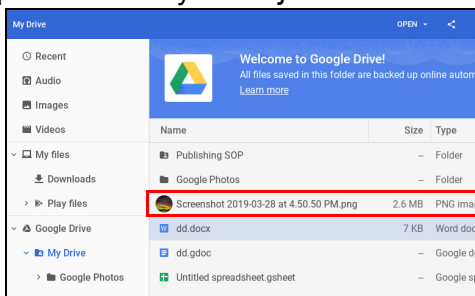 My Drive OPEN
Recent
Audio
Images
Videos
My files
Downloads
Play files
Google Drive
My Drive
Google Photos
Welcome to Google Drive!
All files saved in this folder are backed up online autom
Learn more
Name Size Type
Publishing SOP – Folder
Google Photos – Folder
Screenshot 2019-03-28 at 4.50.50 PM.png 2.6 MB PNG ima
dd.docx 7 KB Word doc
dd.gdoc – Google d
Untitled spreadsheet.gsheet – Google s